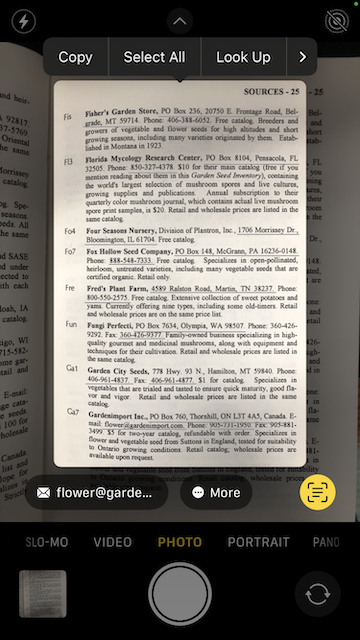 Copy
Select All
Look Up
SOURCES - 25
- 25
Fis Fisher's Garden Store, PO Box 236, 20750 E. Frontage Road, Bel-
grade, MT 59714. Phone: 406-388-6052. Free catalog. Breeders and
growers of vegetable and flower seeds for high altitudes and short
growing seasons, including many varieties originated by them. Estab-
lished in Montana in 1923.
Fl3 Florida Mycology Research Center, PO Box 8104, Pensacola, FL
32505. Phone: 850-327-4378. $10 for their main catalog (free if you
mention reading about them in this Garden Seed Inventory), containing
the world's largest selection of mushroom spores and live cultures,
growing supplies and publications. Annual subscription to their
quarterly color mushroom journal, which contains actual live mushroom
spore print samples, is $20. Retail and wholesale prices are listed in the
same catalog.
Fo4 Four Seasons Nursery, Division of Plantron, Inc., 1706 Morrissey Dr.,
Bloomington, IL 61704. Free catalog.
Fo7 Fox Hollow Seed Company, PO Box 148, McGrann, PA 16236-0148.
Phone: 888-548-7333. Free catalog. Specializes in open-pollinated,
heirloom, untreated varieties, including many vegetable seeds that are
certified organic. Retail only.
Fre Fred's Plant Farm, 4589 Ralston Road, Martin, TN 38237. Phone:
800-550-2575. Free catalog. Extensive collection of sweet potatoes and
yams. Currently offering nine types, including some old-timers. Retail
and wholesale prices are on the same price list.
Fun Fungi Perfecti, PO Box 7634, Olympia, WA 98507. Phone: 360-426-
9292. Fax: 360-426-9377. Family-owned business specializing in high-
quality gourmet and medicinal mushrooms, along with equipment and
techniques for their cultivation. Retail and wholesale prices are listed in
the same catalog.
Ga1 Garden City Seeds, 778 Hwy. 93 N., Hamilton, MT 59840. Phone:
406-961-4837. Fax: 406-961-4877. $1 for catalog. Specializes in
vegetables that are trialed and tested to ensure quick maturity, good fla-
vor and vigor. Retail and wholesale prices are listed in the same
catalog.
Ga7 Gardenimport Inc., PO Box 760, Thornhill, ON L3T 4A5, Canada. E-
mail: flower@gardenimport.com. Phone: 905-731-1950. Fax: 905-881-
3499. $5 for two-year catalog, refundable with order. Specializes in
flower and vegetable seed from Suttons in England, tested for suitability
to Ontario growing conditions. Retail catalog, wholesale prices are
available upon request.
flower@garde...
More
SLO-MO
VIDEO
PHOTO
PORTRAIT
PANO